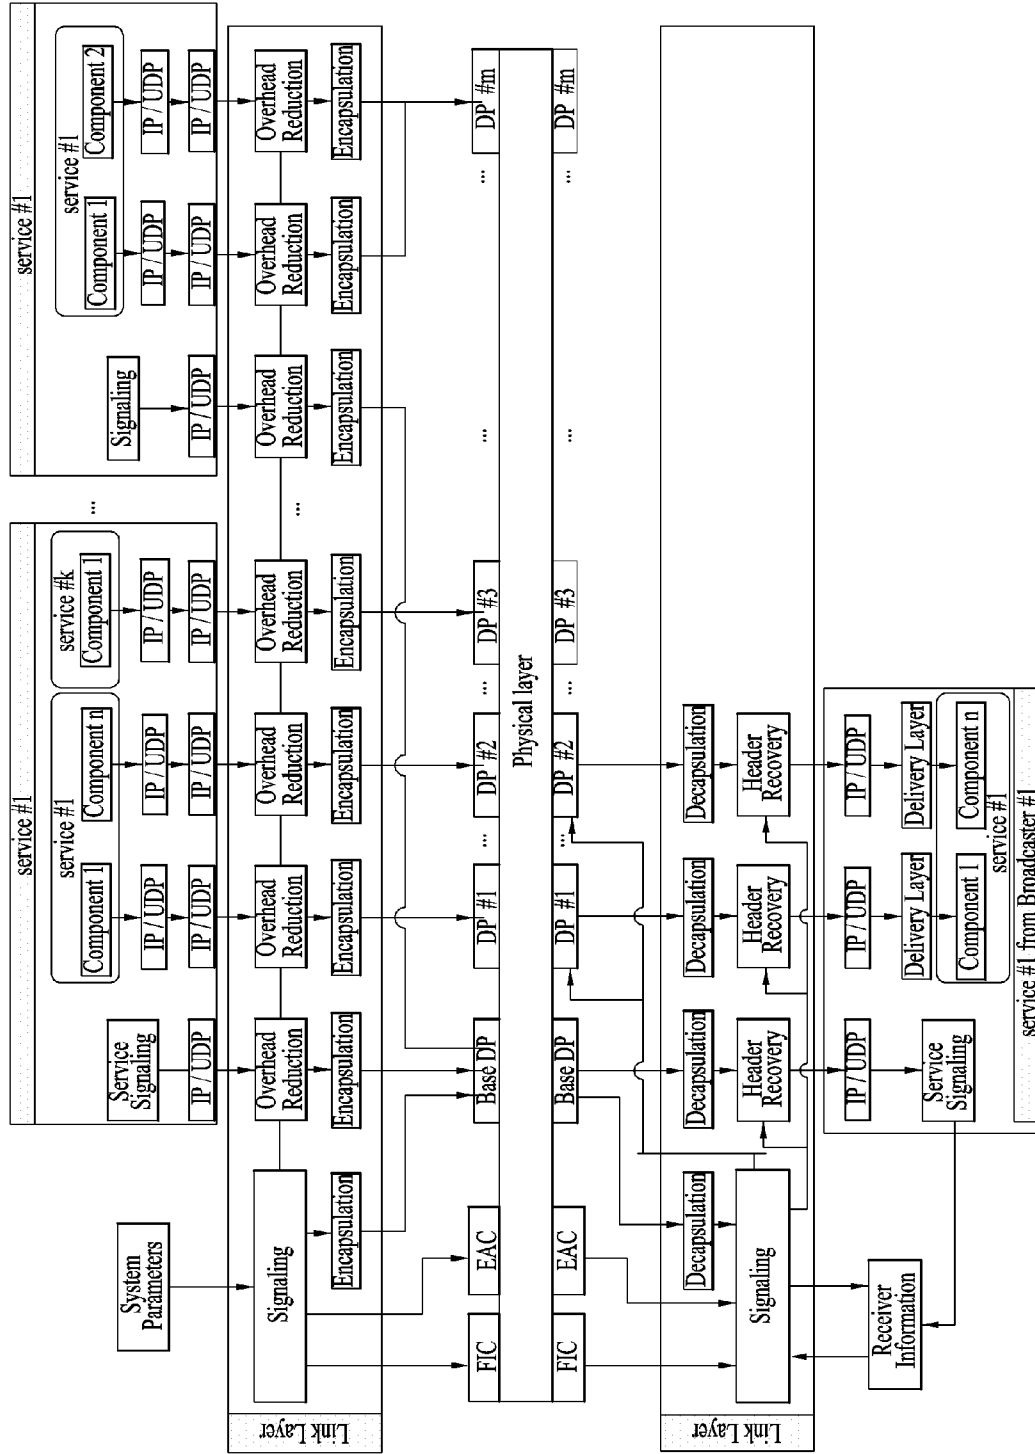 service #1
service #1
service #1
service #k
service #1
System
Parameters
Service
Signaling
Component 1
Component n
Component 1
...
Signaling
Component 1
Component 2
IP / UDP
IP / UDP
IP / UDP
IP / UDP
IP / UDP
IP / UDP
IP / UDP
IP / UDP
IP / UDP
IP / UDP
IP / UDP
IP / UDP
Link Layer
Signaling
Overhead
Reduction
Overhead
Reduction
Overhead
Reduction
Overhead
Reduction
...
Overhead
Reduction
Overhead
Reduction
Overhead
Reduction
Encapsulation
Encapsulation
Encapsulation
Encapsulation
Encapsulation
Encapsulation
Encapsulation
Encapsulation
FIC
EAC
Base DP
DP #1
...
DP #2
...
DP #3
...
...
DP #m
Physical layer
FIC
EAC
Base DP
DP #1
...
DP #2
...
DP #3
...
...
DP #m
Link Layer
Decapsulation
Decapsulation
Decapsulation
Decapsulation
Signaling
Header
Recovery
Header
Recovery
Header
Recovery
Receiver
Information
IP / UDP
IP / UDP
IP / UDP
Service
Signaling
Delivery Layer
Delivery Layer
Component 1
Component n
service #1
service #1 from Broadcaster #1